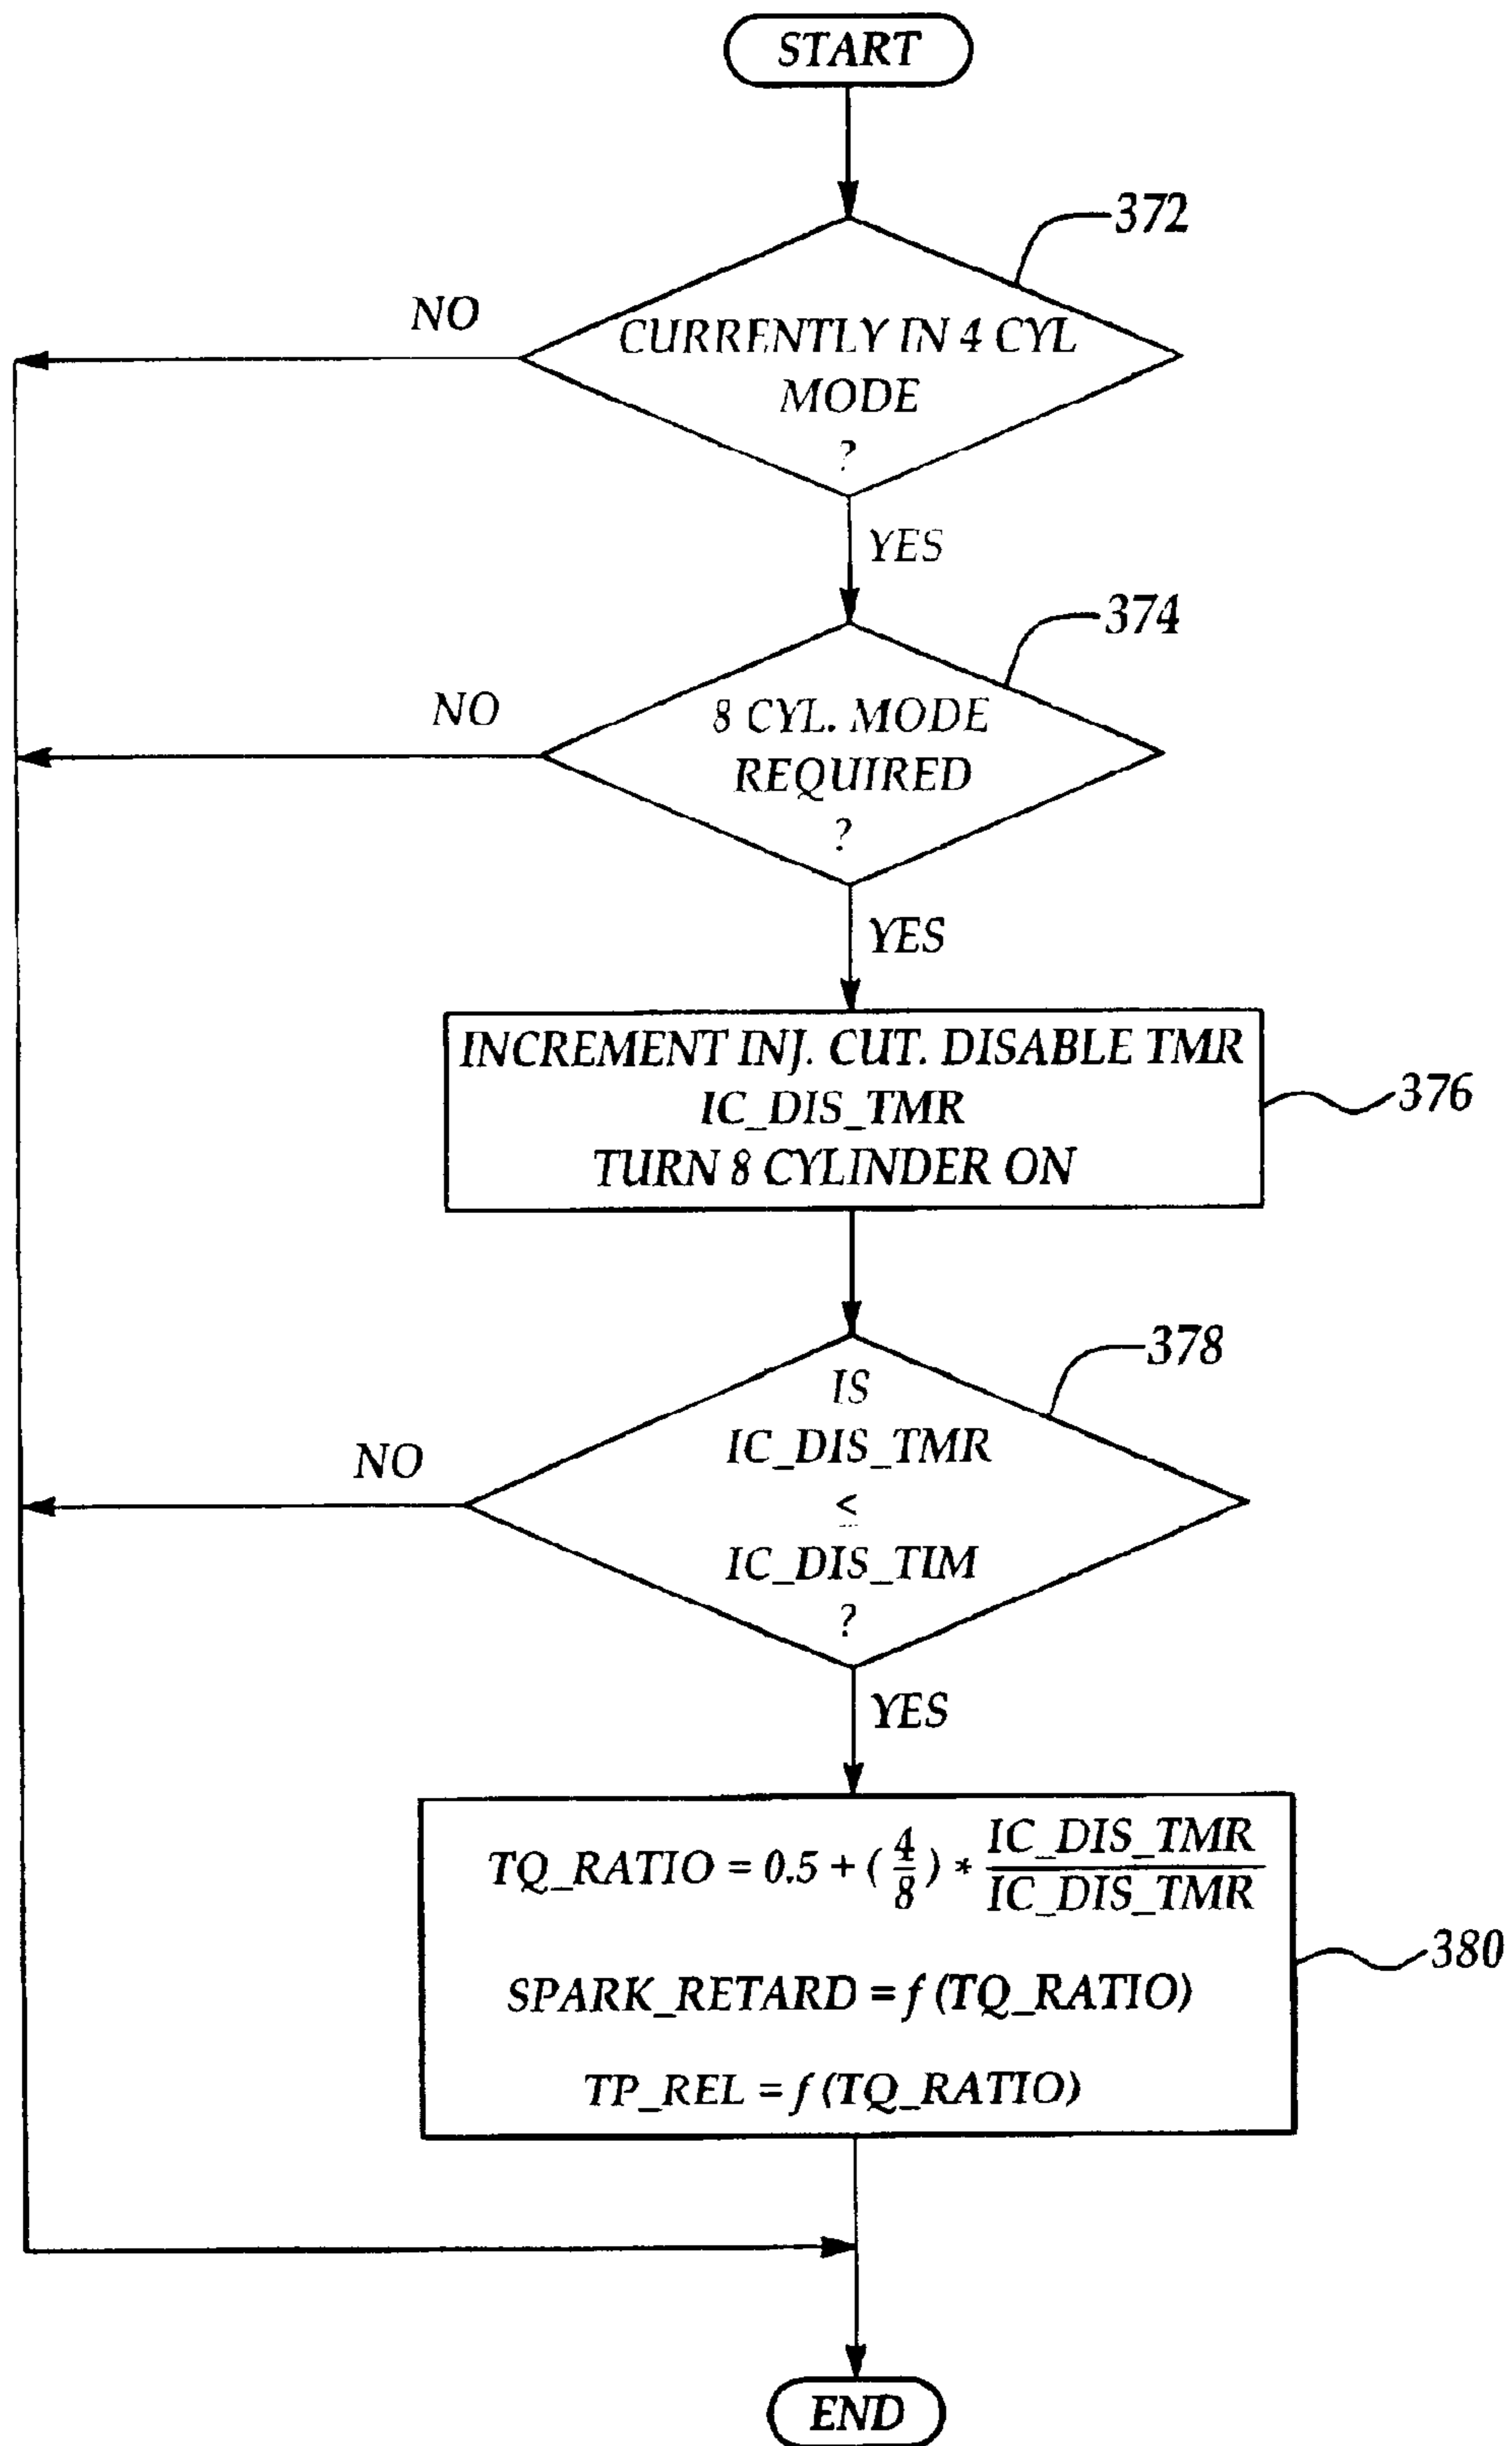 START
372
CURRENTLY IN 4 CYL
MODE
?
NO
YES
374
8 CYL. MODE
REQUIRED
?
NO
YES
INCREMENT INJ. CUT. DISABLE TMR
IC_DIS_TMR
TURN 8 CYLINDER ON
376
378
IS
IC_DIS_TMR
≤
IC_DIS_TIM
?
NO
YES
TQ_RATIO = 0.5 + (4/8) * IC_DIS_TMR/IC_DIS_TMR
SPARK_RETARD = f (TQ_RATIO)
TP_REL = f (TQ_RATIO)
380
END